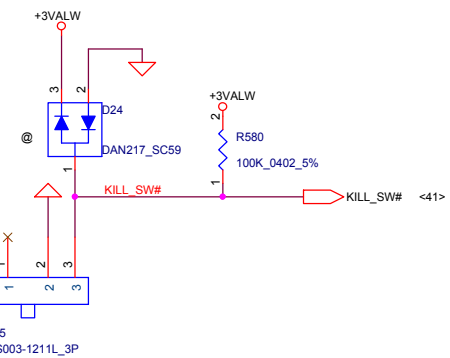 +3VALW
3
2
D24
@
DAN217_SC59
1
+3VALW
2
R580
100K_0402_5%
1
KILL_SW#
KILL_SW# <41>
2
3
1
2
3
5
S003-1211L_3P